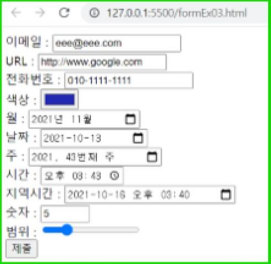 127.0.0.1:5500/formEx03.html
이메일 : eee@eee.com
URL : http://www.google.com
전화번호 : 010-1111-1111
색상 :
월 : 2021년 11월
날짜 : 2021-10-13
주 : 2021. 43번째 주
시간 : 오후 03:43
지역시간 : 2021-10-16 오후 03:40
숫자 : 5
범위 :
제출